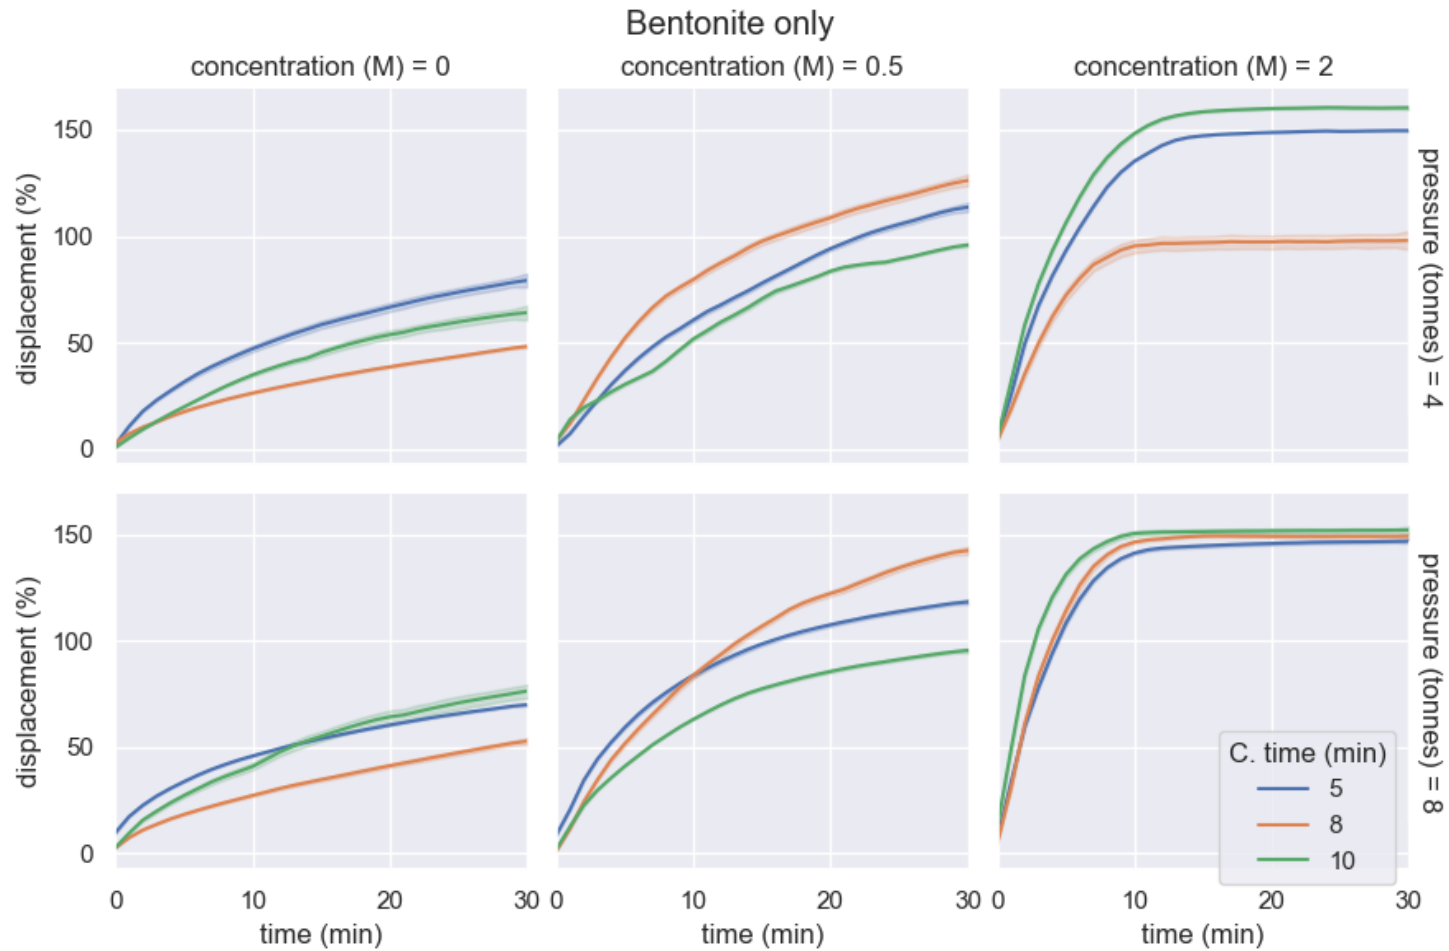 Bentonite only
concentration (M) = 0
concentration (M) = 0.5
concentration (M) = 2
150
100
50
0
displacement (%)
pressure (tonnes) = 4
150
100
50
0
displacement (%)
pressure (tonnes) = 8
C. time (min)
5
8
10
0 10 20 30
0 10 20 30
0 10 20 30
time (min)
time (min)
time (min)